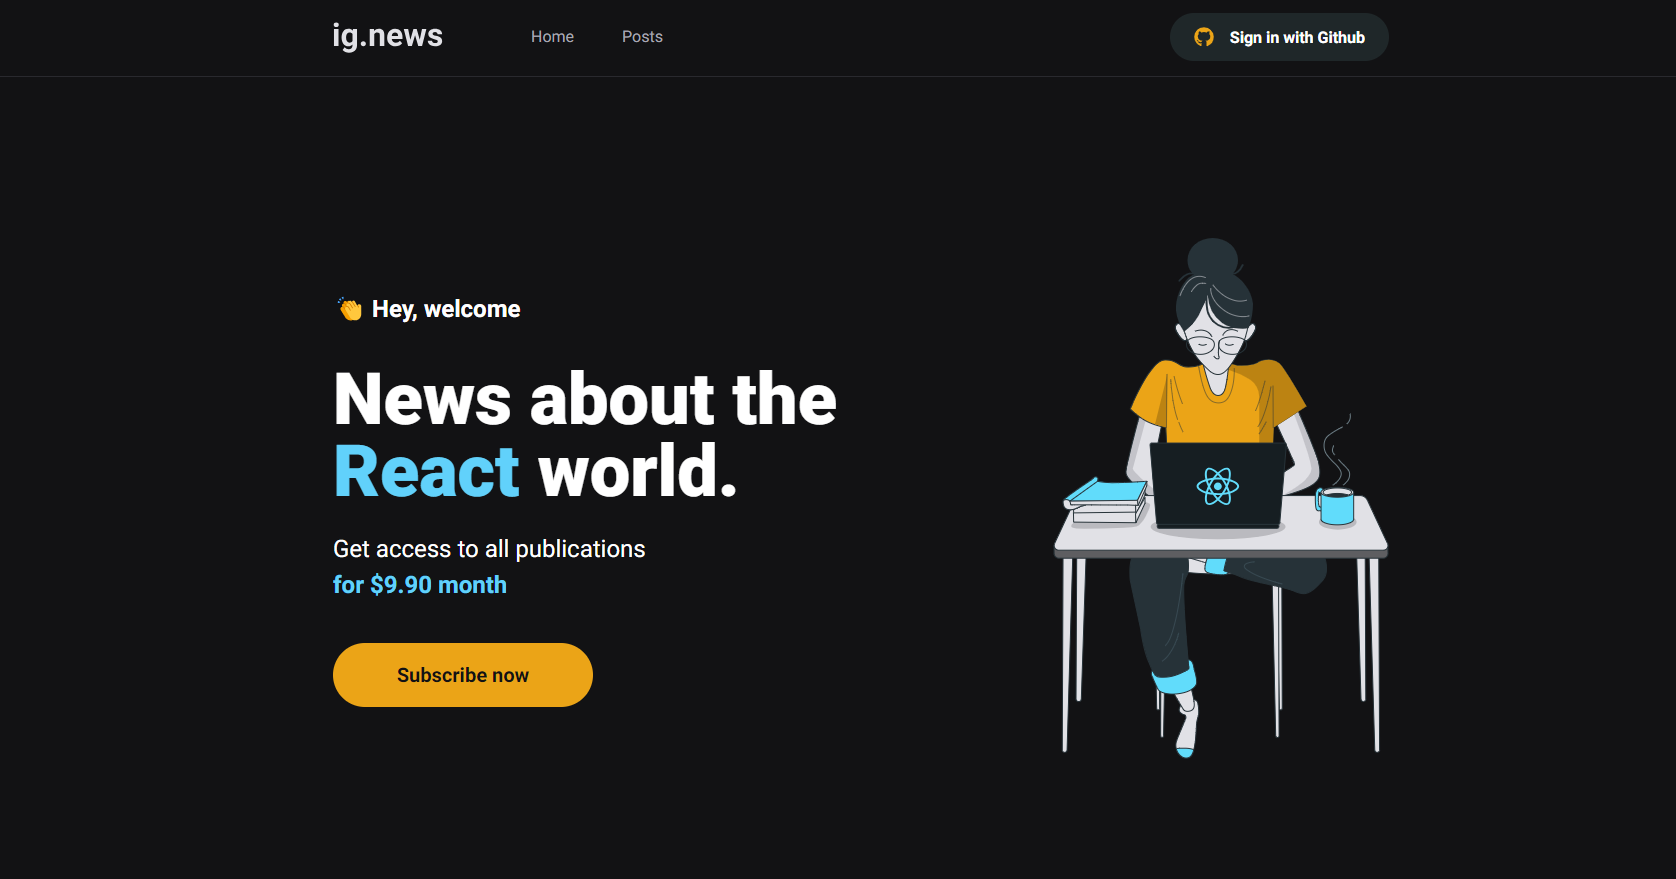 ig.news
Home
Posts
Sign in with Github
👏 Hey, welcome
News about the
React world.
Get access to all publications
for $9.90 month
Subscribe now